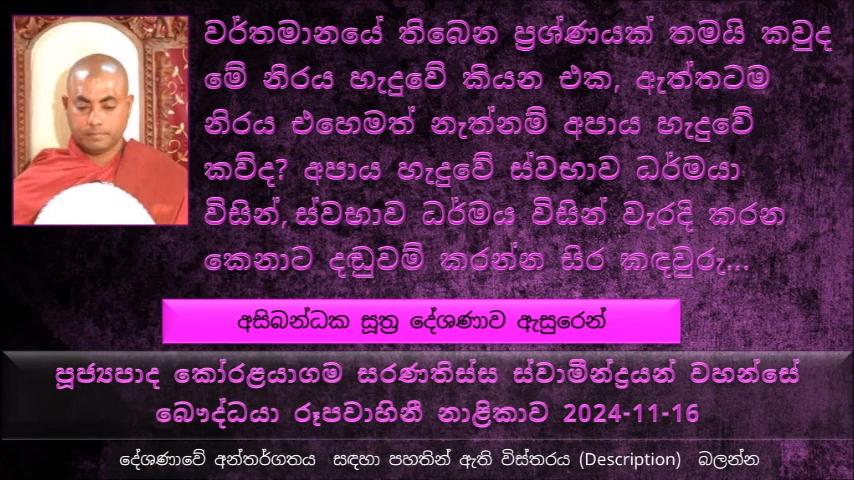 වර්තමානයේ තිබෙන ප්‍රශ්ණයක් තමයි කවුද
මේ නිරය හැදුවේ කියන එක, ඇත්තටම
නිරය එහෙමත් නැත්නම් අපාය හැදුවේ
කව්ද? අපාය හැදුවේ ස්වභාව ධර්මයා
විසින්, ස්වභාව ධර්මය විසින් වැරදි කරන
කෙනාට දඬුවම් කරන්න සිර කඳවුරු...
අසිබන්ධක සූත්‍ර දේශණාව ඇසුරෙන්
පූජ්‍යපාද කෝරළයාගම සරණතිස්ස ස්වාමීන්ද්‍රයන් වහන්සේ
බෞද්ධයා රූපවාහිනී නාළිකාව 2024-11-16
දේශණාවේ අන්තර්ගතය සඳහා පහතින් ඇති විස්තරය (Description) බලන්න